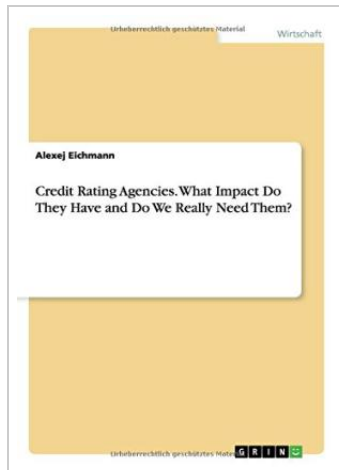 Urheberrechtlich geschütztes Material
Wirtschaft
Alexej Eichmann
Credit Rating Agencies. What Impact Do
They Have and Do We Really Need Them?
Urheberrechtlich geschütztes Mater
GRIN